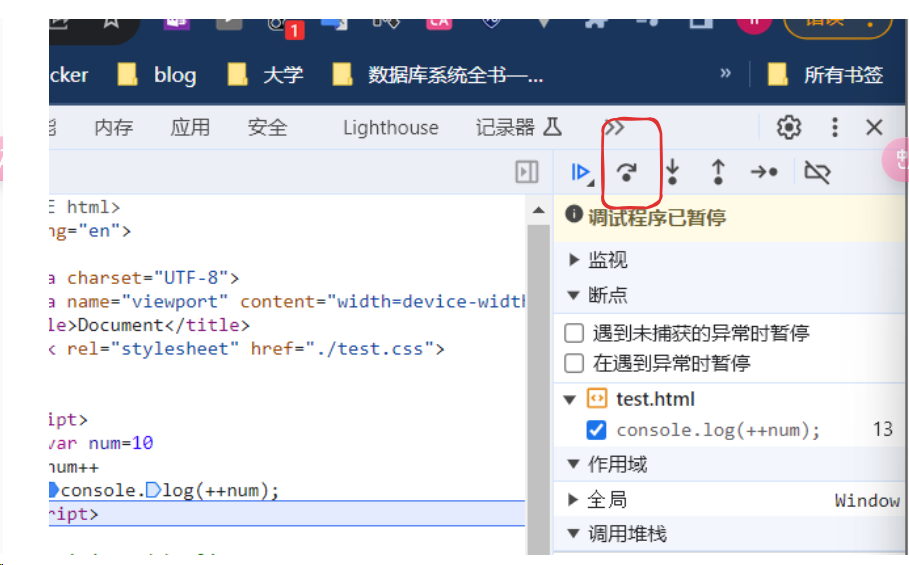 错误
1
CA
cker blog 大学 数据库系统全书—... » 所有书签
能 内存 应用 安全 Lighthouse 记录器
E html>
ng="en">
a charset="UTF-8">
a name="viewport" content="width=device-widt
le>Document</title>
k rel="stylesheet" href="./test.css">
ipt>
var num=10
num++
console.log(++num);
ript>
调试程序已暂停
监视
断点
遇到未捕获的异常时暂停
在遇到异常时暂停
test.html
console.log(++num); 13
作用域
全局 Window
调用堆栈